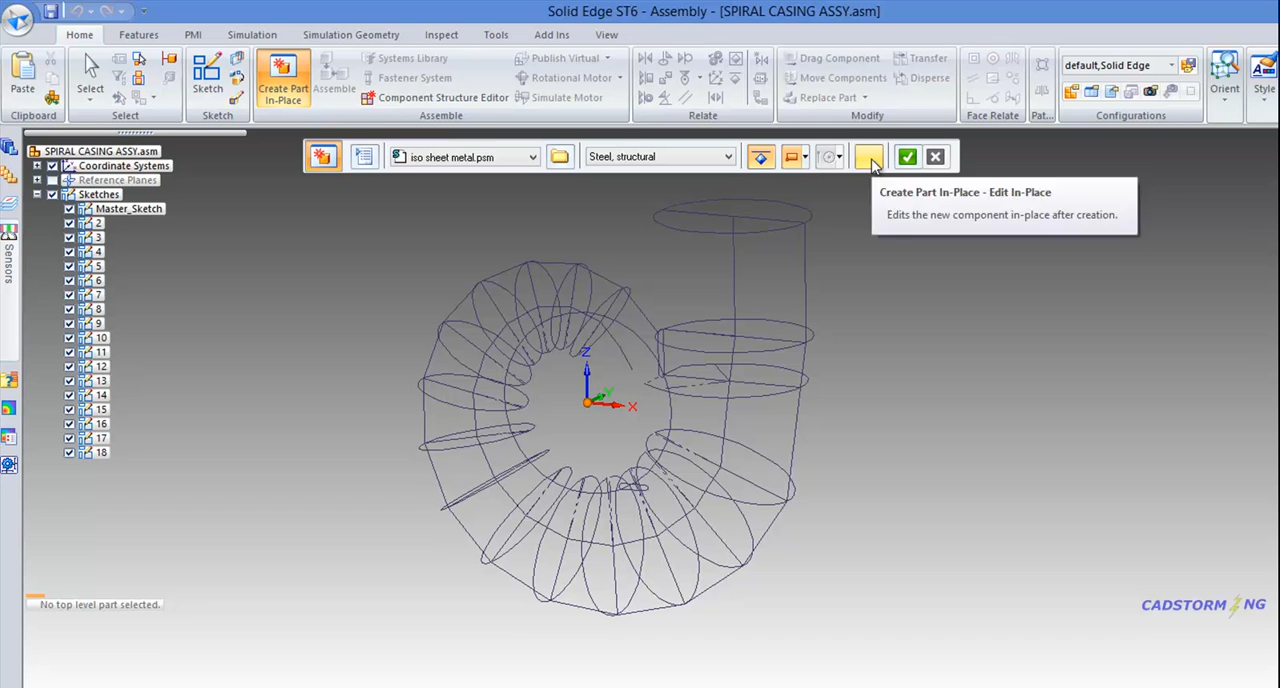 Solid Edge ST6 - Assembly - [SPIRAL CASING ASSY.asm]
Home Features PMI Simulation Simulation Geometry Inspect Tools Add Ins View
Paste
Clipboard
Select
Select
Sketch
Sketch
Create Part In-Place
Assemble
Systems Library
Fastener System
Component Structure Editor
Publish Virtual
Rotational Motor
Simulate Motor
Assemble
Relate
Drag Component
Move Components
Replace Part
Transfer
Disperse
Modify
Face Relate
Pat...
default,Solid Edge
Configurations
Orient
Style
SPIRAL CASING ASSY.asm
Coordinate Systems
Reference Planes
Sketches
Master_Sketch
2
3
4
5
6
7
8
9
10
11
12
13
14
15
16
17
18
Sensors
iso sheet metal.psm
Steel, structural
Create Part In-Place - Edit In-Place
Edits the new component in-place after creation.
X
Y
Z
No top level part selected.
CADSTORMING